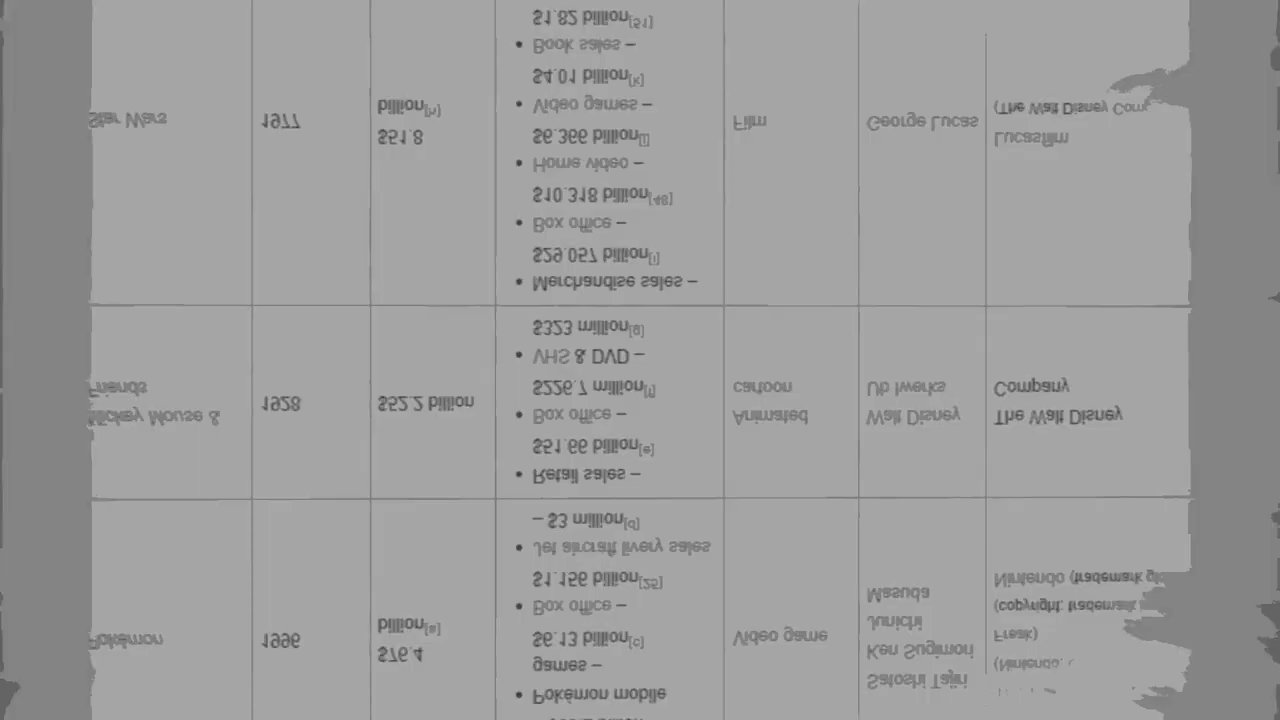 Pokémon
1996
$76.4
billion[a]
• Pokémon mobile
games –
$6.13 billion[c]
• Box office –
$1.156 billion[25]
• Jet aircraft livery sales
– $3 million[d]
Video game
Satoshi Tajiri
Ken Sugimori
Junichi
Masuda
(Nintendo,
Freak)
(copyright, trademark
Nintendo (trademark
Mickey Mouse &
Friends
1928
$52.2 billion
• Retail sales –
$51.66 billion[e]
• Box office –
$226.7 million[f]
• VHS & DVD –
$323 million[g]
Animated
cartoon
Walt Disney
Ub Iwerks
The Walt Disney
Company
Star Wars
1977
$51.8
billion[h]
• Merchandise sales –
$29.057 billion[i]
• Box office –
$10.318 billion[48]
• Home video –
$6.366 billion[j]
• Video games –
$4.01 billion[k]
• Book sales –
$1.82 billion[51]
Film
George Lucas
Lucasfilm
(The Walt Disney